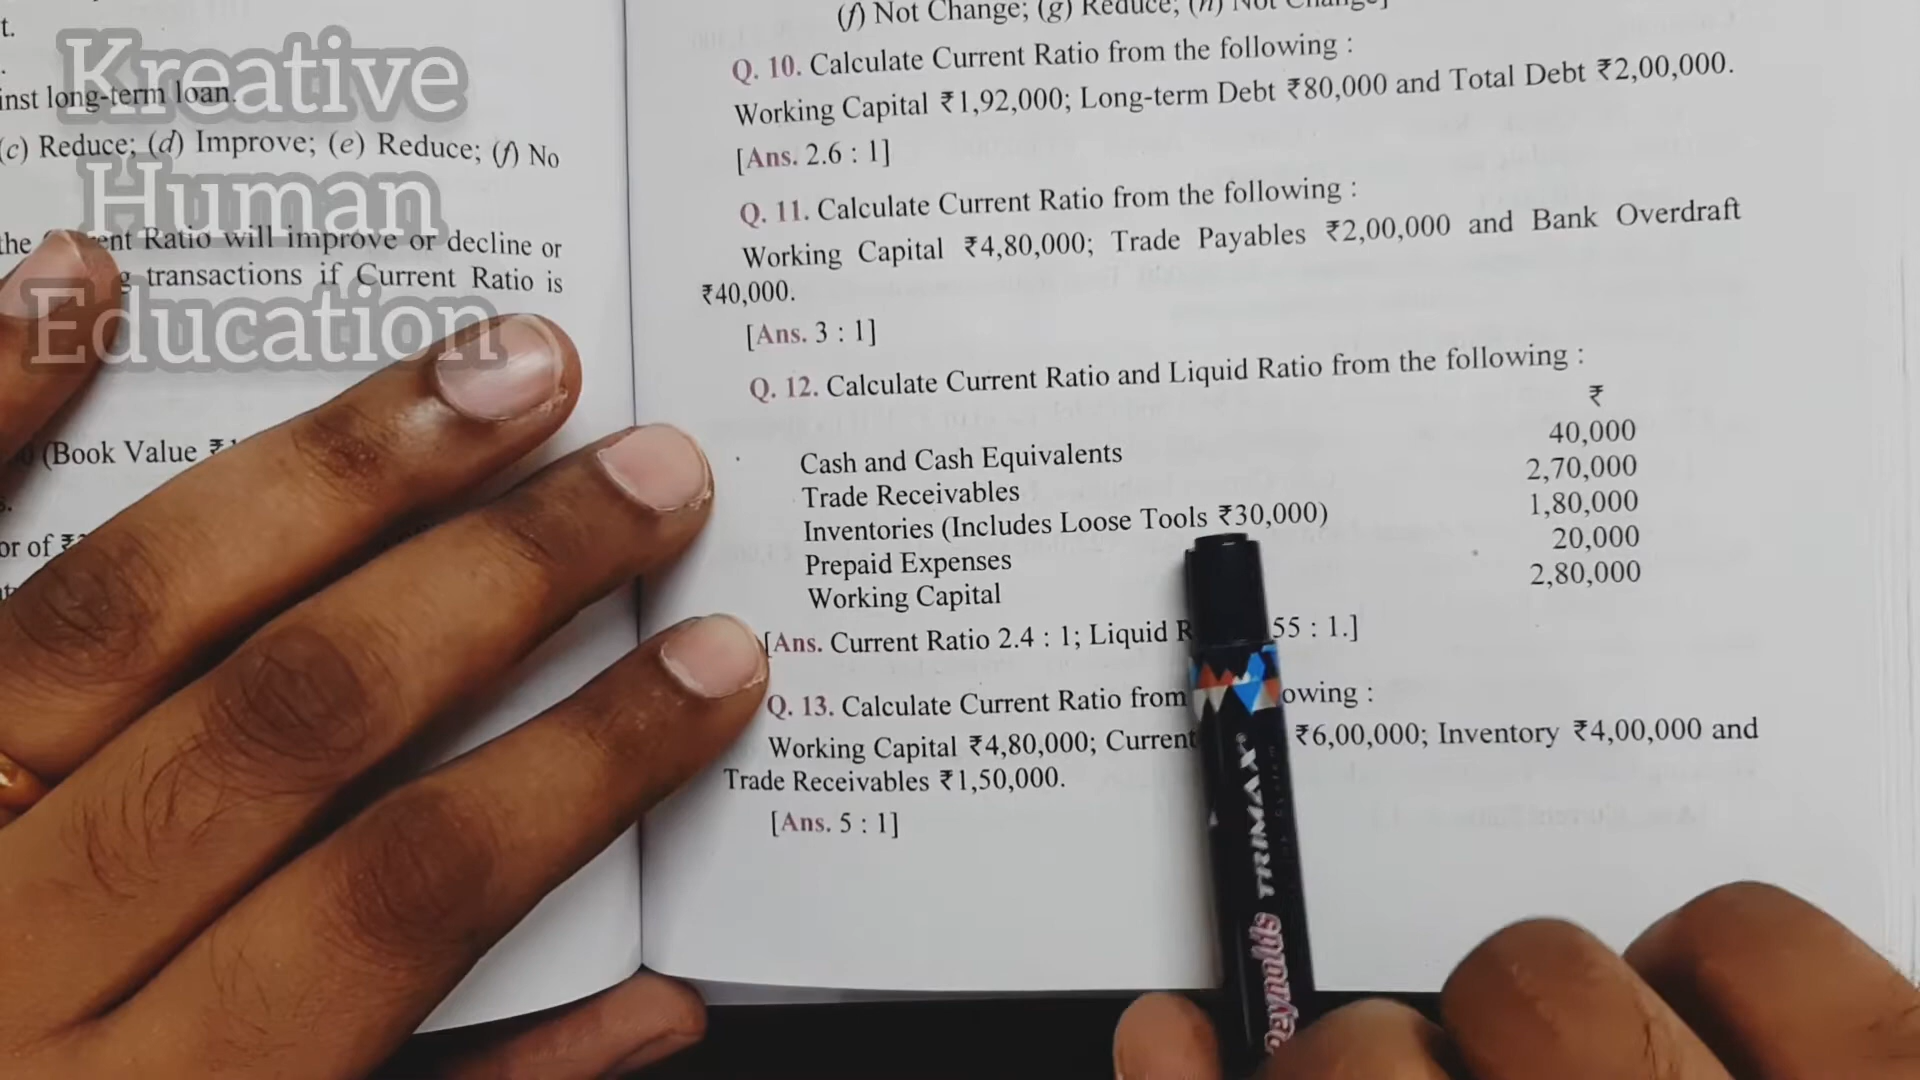 Kreative
Human
Education
t.
inst long-term loan.
(c) Reduce; (d) Improve; (e) Reduce; (f) No
the Ratio will improve or decline or
transactions if Current Ratio is
(Book Value ₹
or of ₹
(f) Not Change; (g) Reduce; (h) Not Change]
Q. 10. Calculate Current Ratio from the following :
Working Capital ₹1,92,000; Long-term Debt ₹80,000 and Total Debt ₹2,00,000.
[Ans. 2.6 : 1]
Q. 11. Calculate Current Ratio from the following :
Working Capital ₹4,80,000; Trade Payables ₹2,00,000 and Bank Overdraft
₹40,000.
[Ans. 3 : 1]
Q. 12. Calculate Current Ratio and Liquid Ratio from the following :
₹
Cash and Cash Equivalents 40,000
Trade Receivables 2,70,000
Inventories (Includes Loose Tools ₹30,000) 1,80,000
Prepaid Expenses 20,000
Working Capital 2,80,000
[Ans. Current Ratio 2.4 : 1; Liquid R 55 : 1.]
Q. 13. Calculate Current Ratio from owing :
Working Capital ₹4,80,000; Current ₹6,00,000; Inventory ₹4,00,000 and
Trade Receivables ₹1,50,000.
[Ans. 5 : 1]
TRIMAX
reynolds